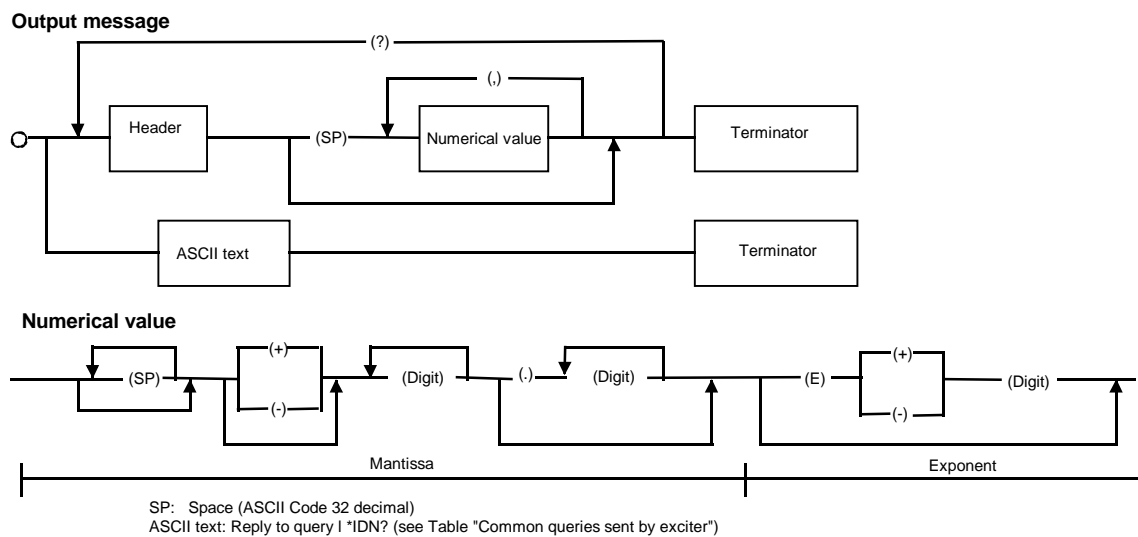 Output message
(?)
(,)
Header
(SP)
Numerical value
Terminator
ASCII text
Terminator
Numerical value
(SP)
(+)
(-)
(Digit)
(.)
(Digit)
(E)
(+)
(-)
(Digit)
Mantissa
Exponent
SP: Space (ASCII Code 32 decimal)
ASCII text: Reply to query I *IDN? (see Table "Common queries sent by exciter")